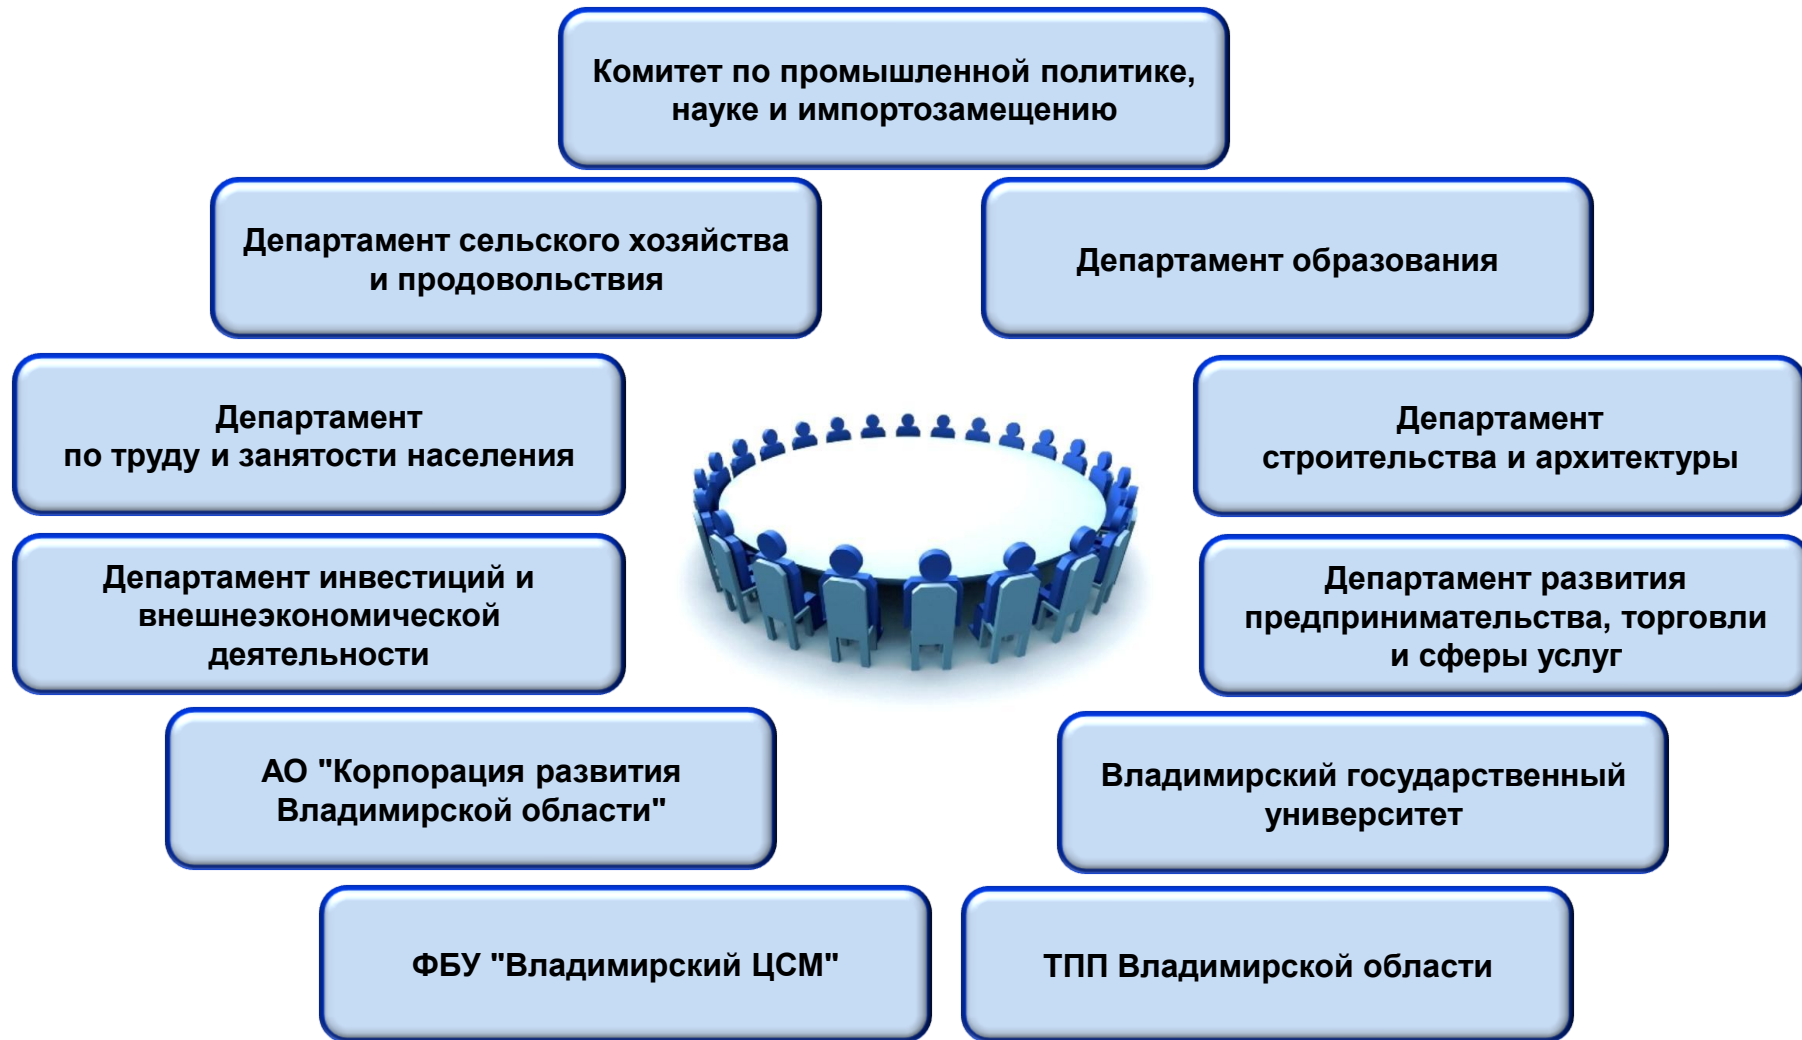 Комитет по промышленной политике,
науке и импортозамещению
Департамент сельского хозяйства
и продовольствия
Департамент образования
Департамент
по труду и занятости населения
Департамент
строительства и архитектуры
Департамент инвестиций и
внешнеэкономической
деятельности
Департамент развития
предпринимательства, торговли
и сферы услуг
АО "Корпорация развития
Владимирской области"
Владимирский государственный
университет
ФБУ "Владимирский ЦСМ"
ТПП Владимирской области